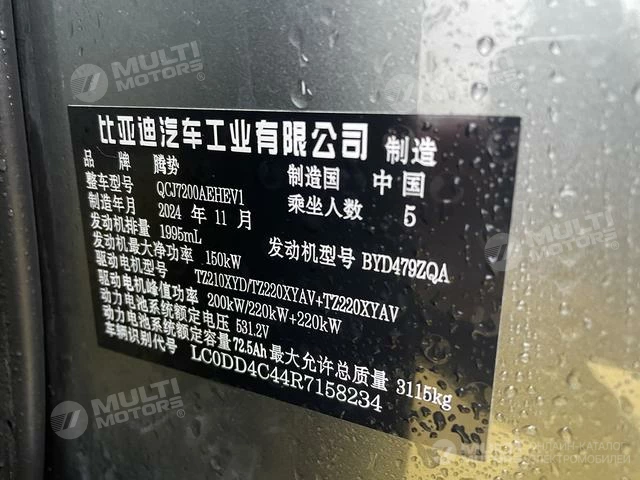 MULTI
MOTORS
MULTI
MOTORS
比亚迪汽车工业有限公司 制造
品 牌 腾势 制造国 中国
整车型号 QCJ7200AEHEV1 乘坐人数 5
制造年月 2024 年 11 月
发动机排量 1995mL 发动机型号 BYD479ZQA
发动机最大净功率 150kW
驱动电机型号 TZ210XYD/TZ220XYAV+TZ220XYAV
驱动电机峰值功率 200kW/220kW+220kW
动力电池系统额定电压 531.2V
动力电池系统额定容量 72.5Ah 最大允许总质量 3115kg
车辆识别代号 LC0DD4C44R7158234
MULTI
MOTORS
MULTI
MOTORS
MULTI
ОНЛАЙН-КАТАЛОГ
ЭЛЕКТРОМОБИЛЕЙ